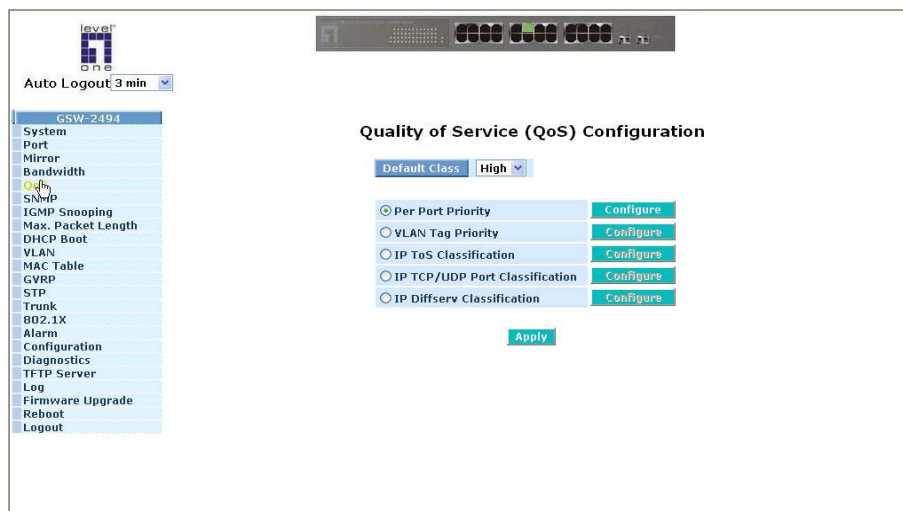 level
one
Auto Logout 3 min
GSW-2494
System
Port
Mirror
Bandwidth
QoS
SNMP
IGMP Snooping
Max. Packet Length
DHCP Boot
VLAN
MAC Table
GVRP
STP
Trunk
802.1X
Alarm
Configuration
Diagnostics
TFTP Server
Log
Firmware Upgrade
Reboot
Logout
Quality of Service (QoS) Configuration
Default Class High
Per Port Priority Configure
VLAN Tag Priority Configure
IP ToS Classification Configure
IP TCP/UDP Port Classification Configure
IP Diffserv Classification Configure
Apply